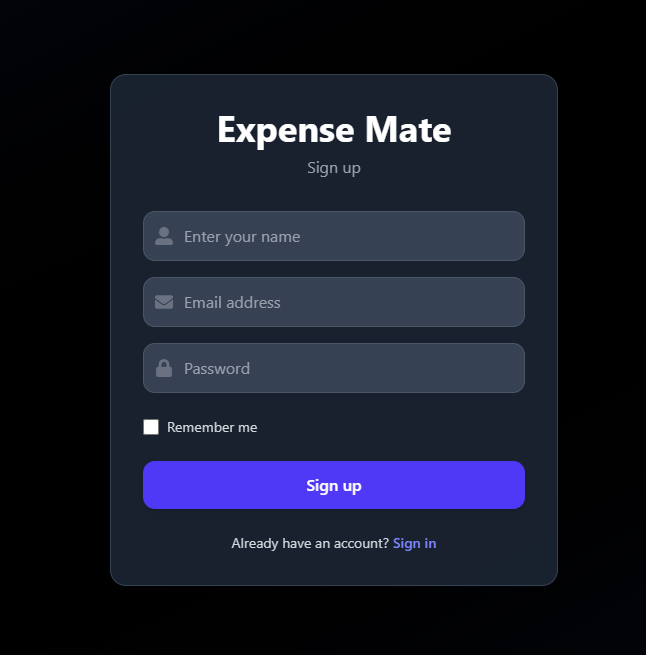 Expense Mate
Sign up
Enter your name
Email address
Password
Remember me
Sign up
Already have an account? Sign in